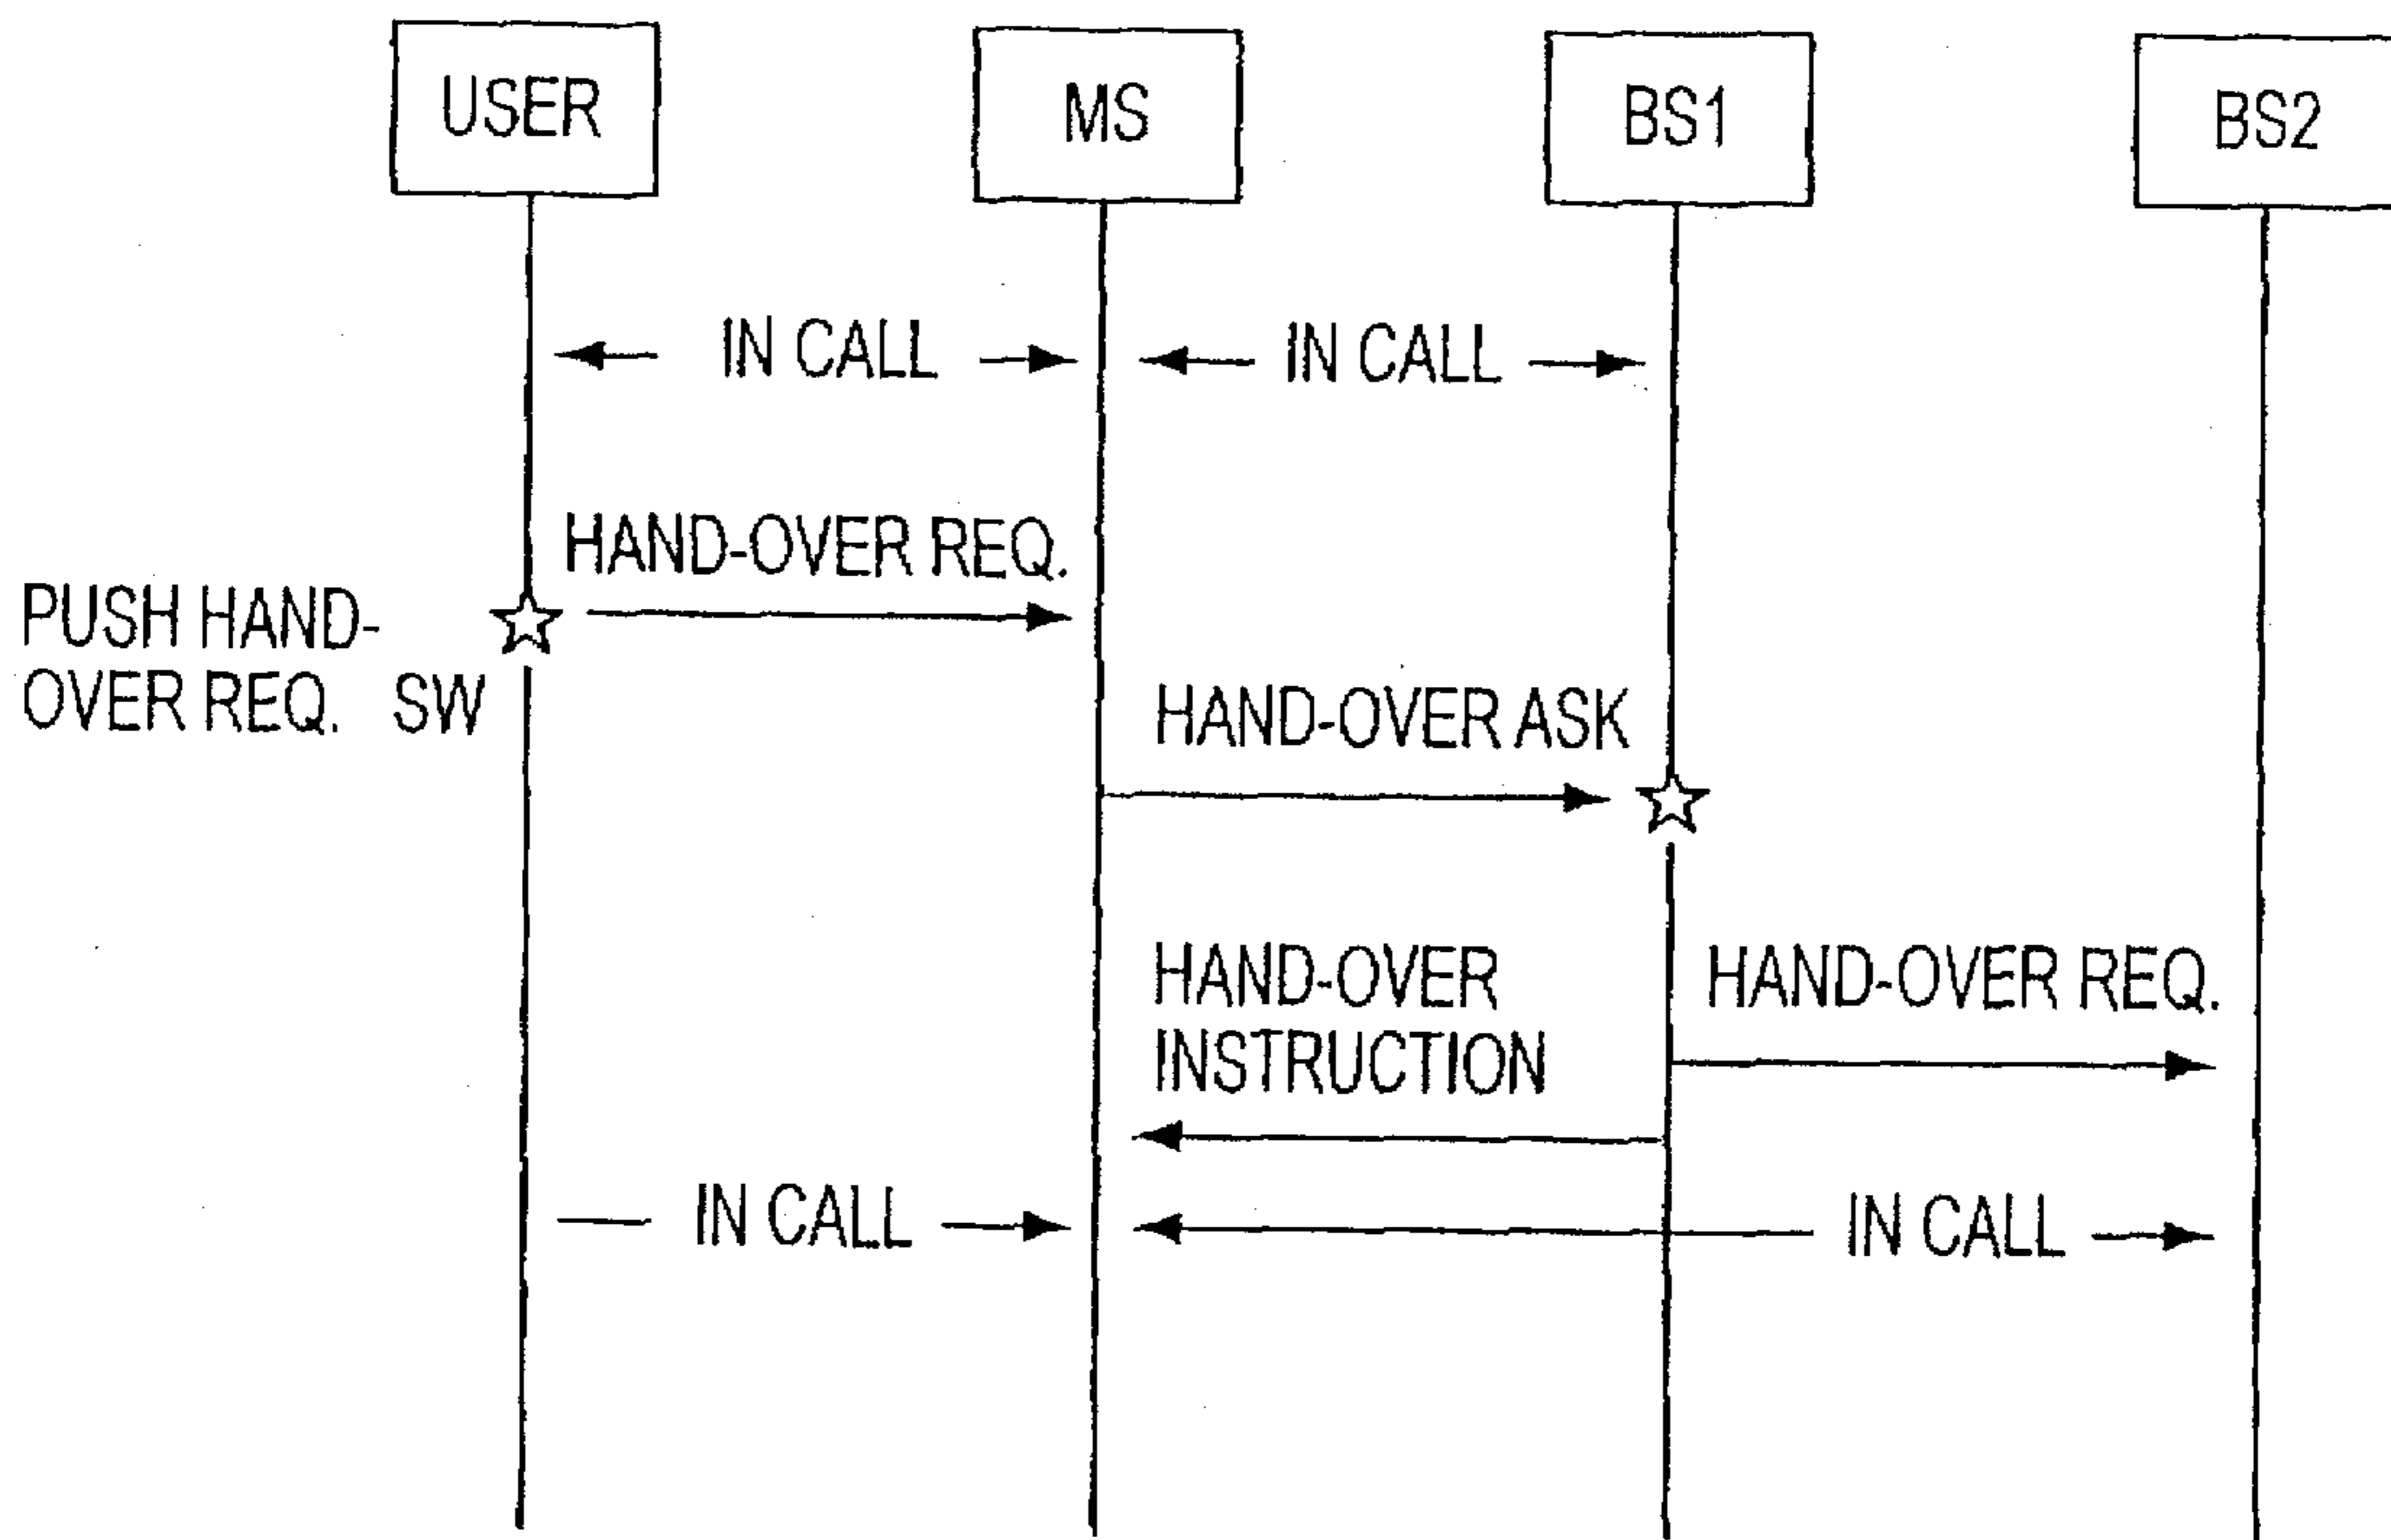 USER
MS
BS1
BS2
IN CALL
IN CALL
HAND-OVER REQ.
PUSH HAND-
OVER REQ. SW
HAND-OVER ASK
HAND-OVER
INSTRUCTION
HAND-OVER REQ.
IN CALL
IN CALL